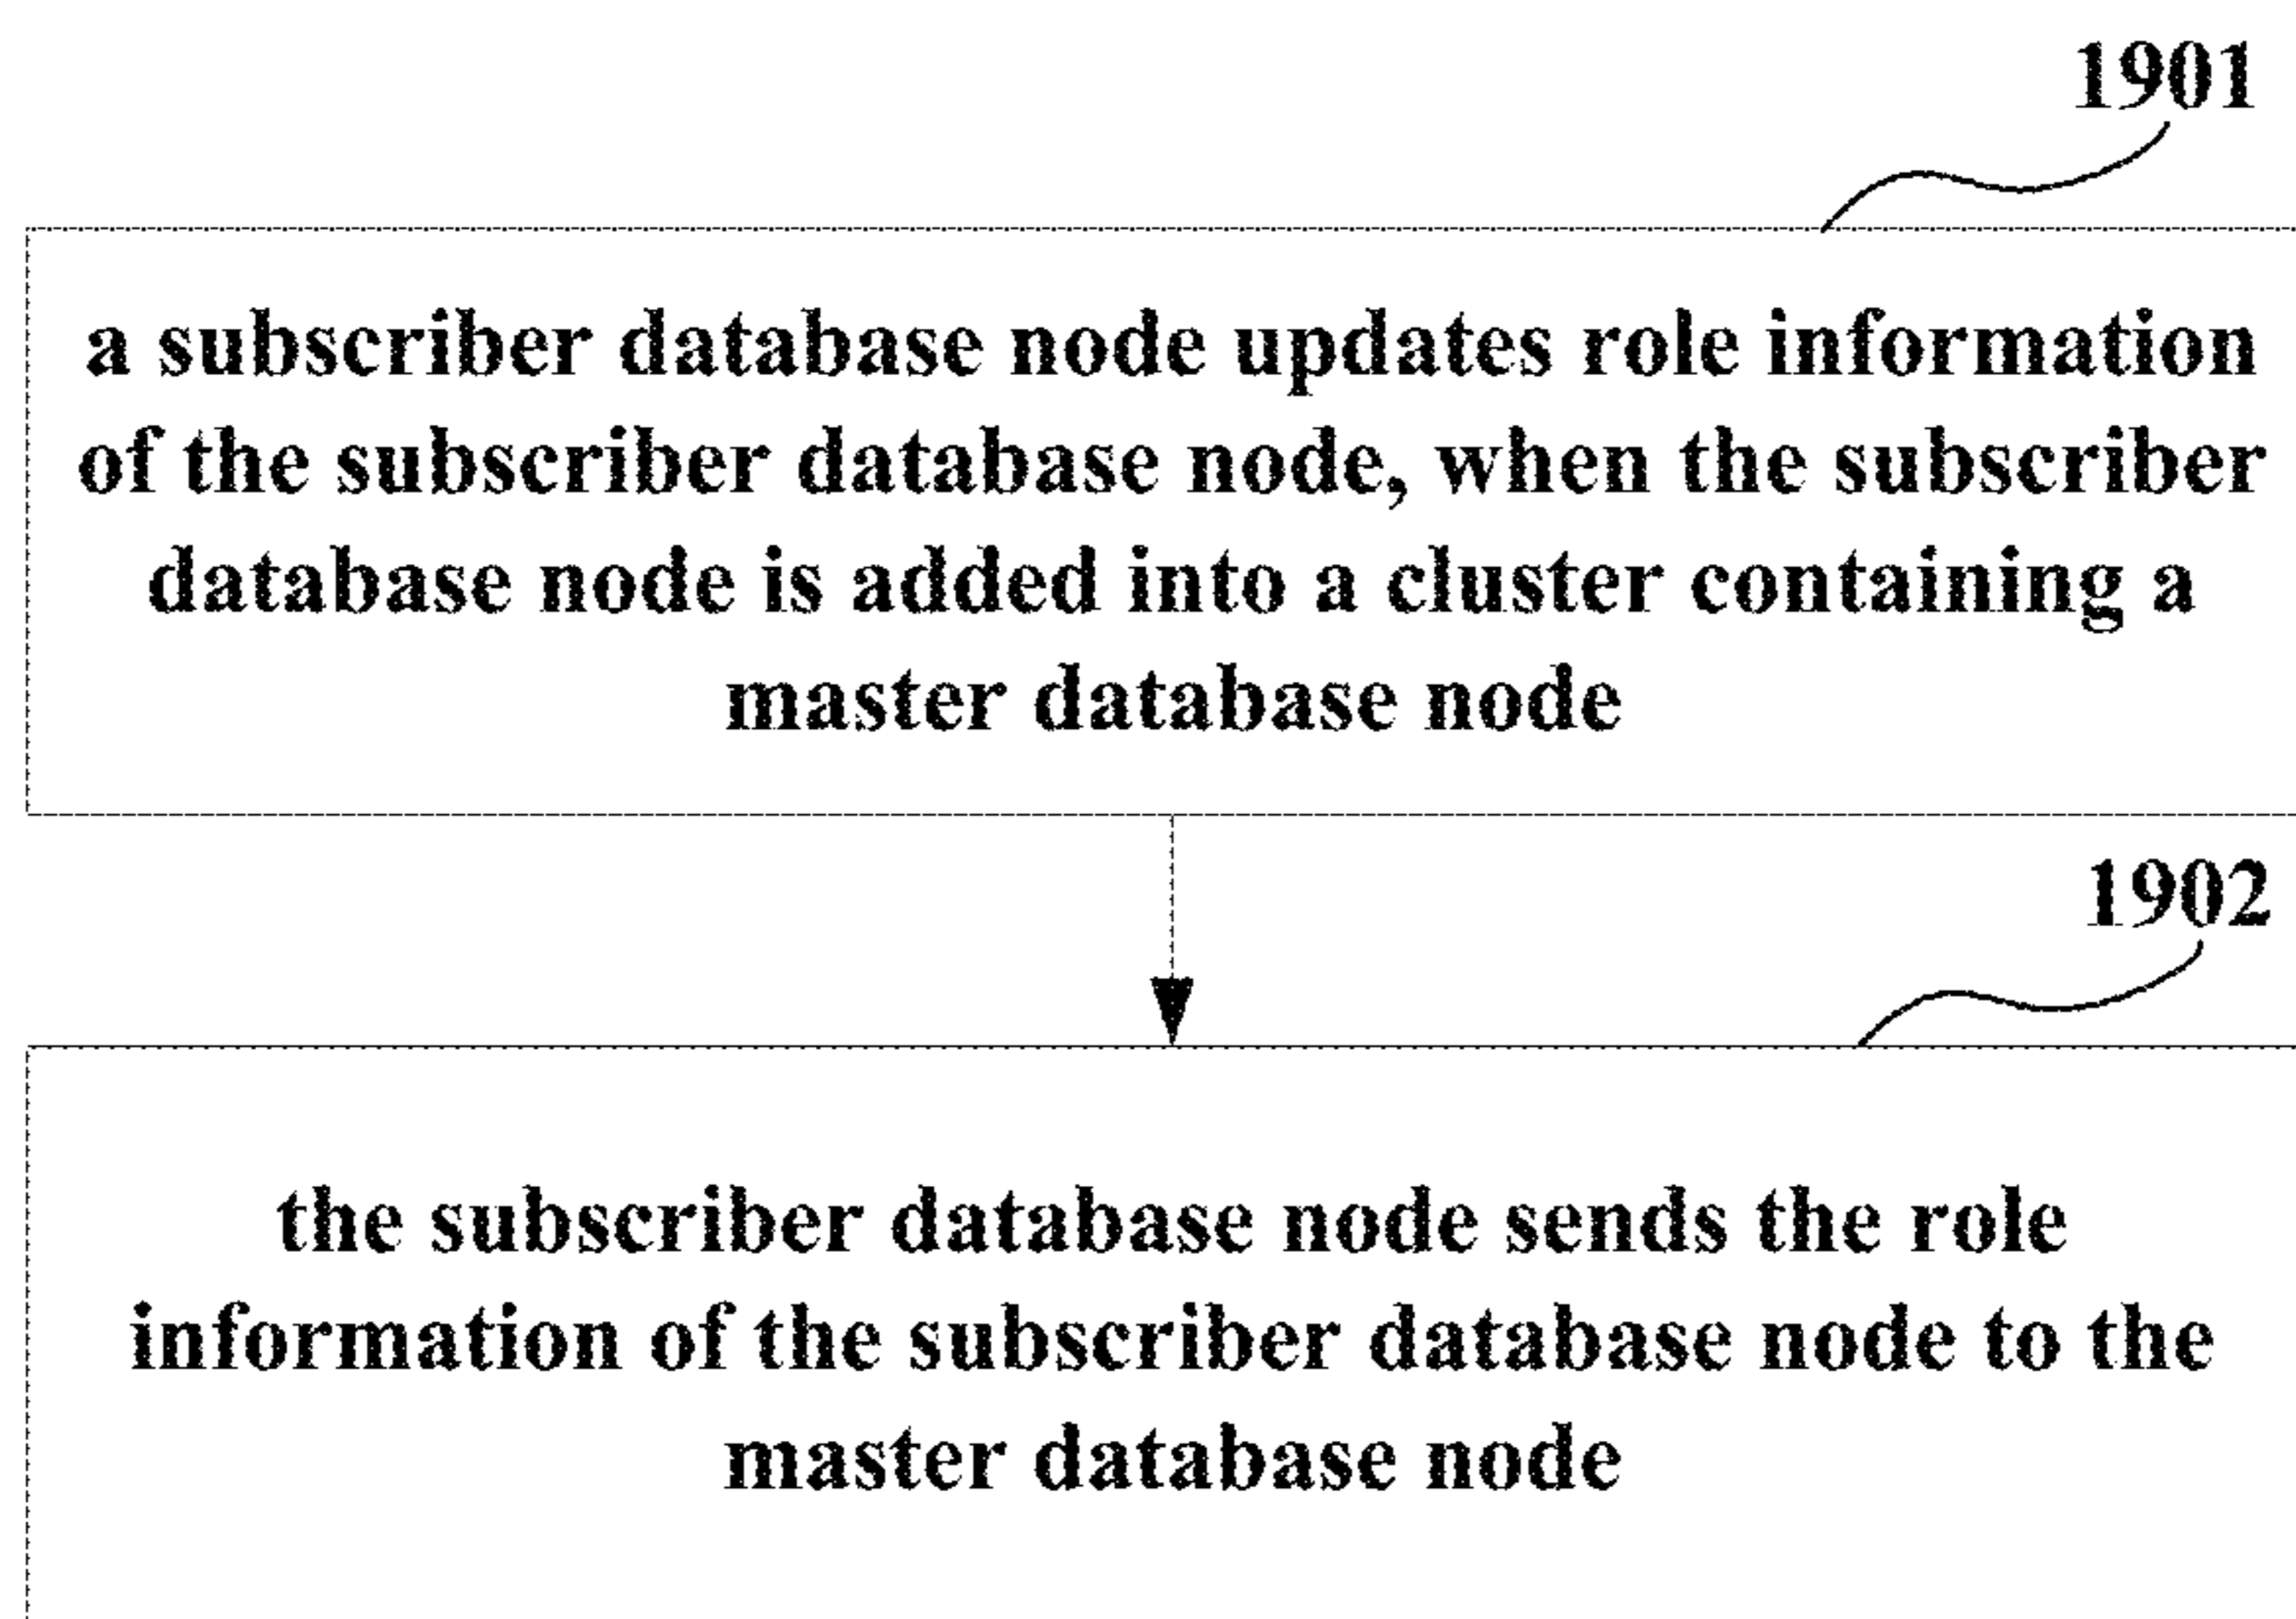 1901
a subscriber database node updates role information
of the subscriber database node, when the subscriber
database node is added into a cluster containing a
master database node
1902
the subscriber database node sends the role
information of the subscriber database node to the
master database node